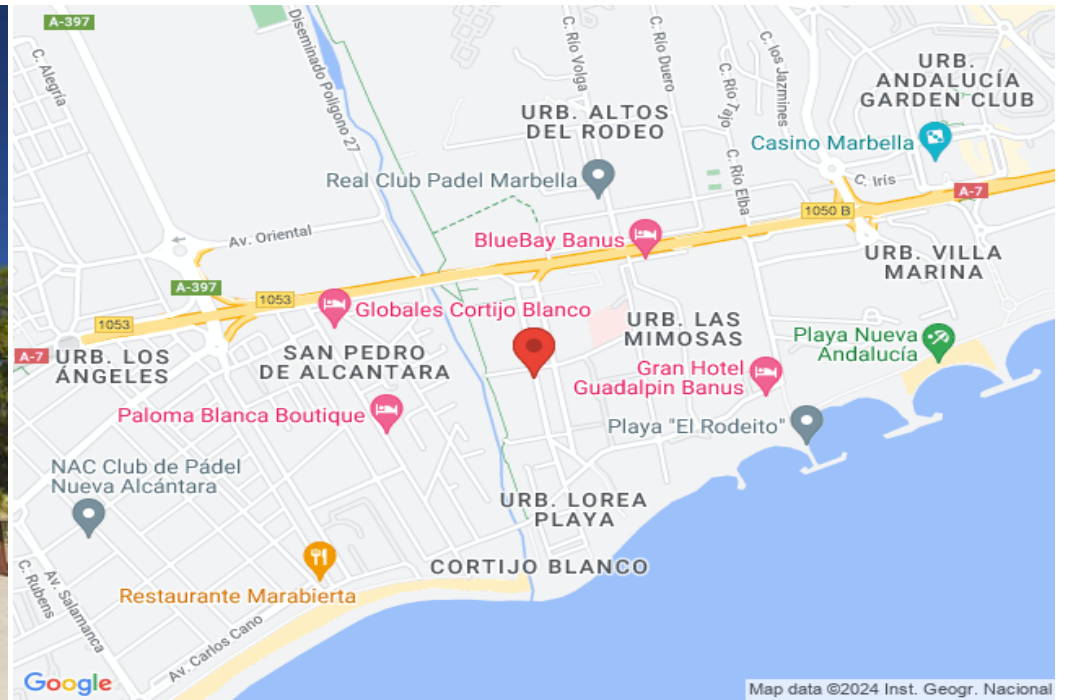 A-397
C. Alegría
Diseminado Polígono 27
C. Río Volga
C. Río Duero
C. los Jazmines
C. Río Tajo
URB.
ANDALUCÍA
GARDEN CLUB
URB. ALTOS
DEL RODEO
Casino Marbella
Real Club Padel Marbella
C. Río Elba
C. Iris
A-7
1050 B
Av. Oriental
BlueBay Banus
URB. VILLA
MARINA
A-397
1053
Globales Cortijo Blanco
1053
URB. LAS
MIMOSAS
Playa Nueva
Andalucía
A-7
URB. LOS
ÁNGELES
SAN PEDRO
DE ALCANTARA
Gran Hotel
Guadalpin Banus
Paloma Blanca Boutique
Playa "El Rodeito"
NAC Club de Pádel
Nueva Alcántara
URB. LOREA
PLAYA
CORTIJO BLANCO
C. Rubens
Av. Salamanca
Restaurante Marabierta
Av. Carlos Cano
Google
Map data ©2024 Inst. Geogr. Nacional